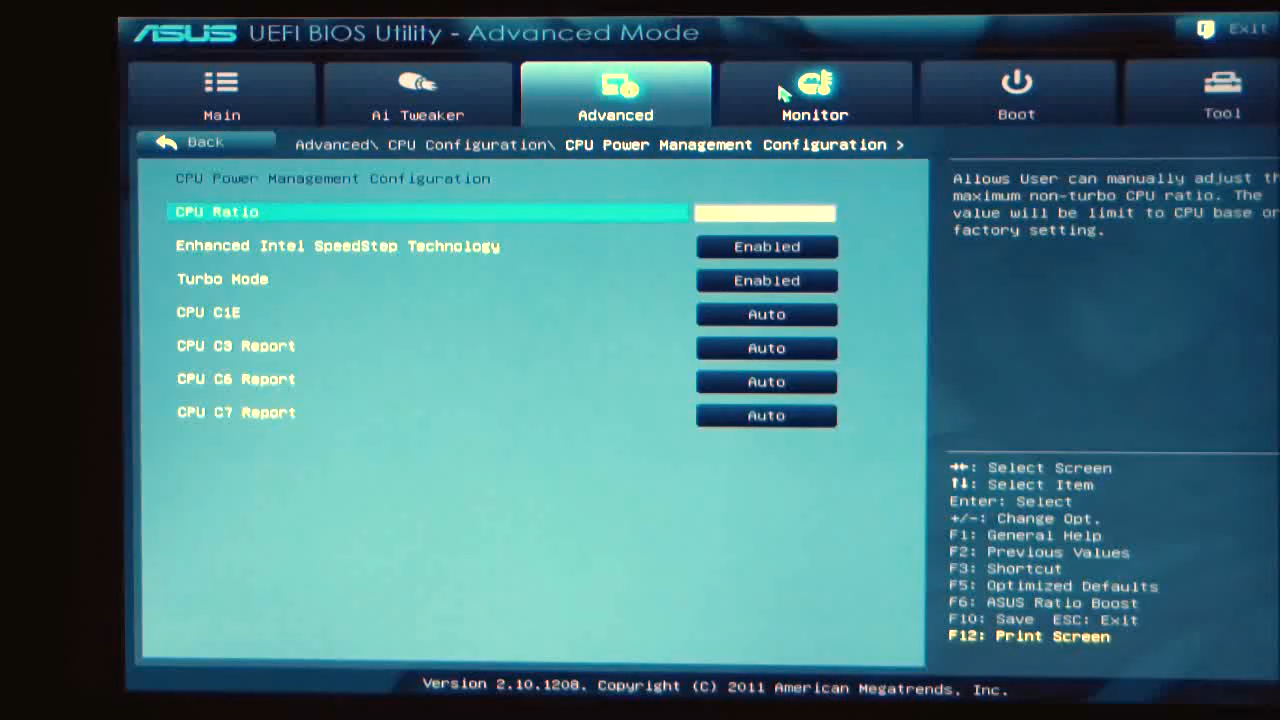 ASUS UEFI BIOS Utility - Advanced Mode
Exit
Main
Ai Tweaker
Advanced
Monitor
Boot
Tool
Back
Advanced\ CPU Configuration\ CPU Power Management Configuration >
CPU Power Management Configuration
CPU Ratio
Enhanced Intel SpeedStep Technology Enabled
Turbo Mode Enabled
CPU C1E Auto
CPU C3 Report Auto
CPU C6 Report Auto
CPU C7 Report Auto
Allows User can manually adjust th
maximum non-turbo CPU ratio. The
value will be limit to CPU base on
factory setting.
→←: Select Screen
↑↓: Select Item
Enter: Select
+/-: Change Opt.
F1: General Help
F2: Previous Values
F3: Shortcut
F5: Optimized Defaults
F6: ASUS Ratio Boost
F10: Save ESC: Exit
F12: Print Screen
Version 2.10.1208. Copyright (C) 2011 American Megatrends, Inc.